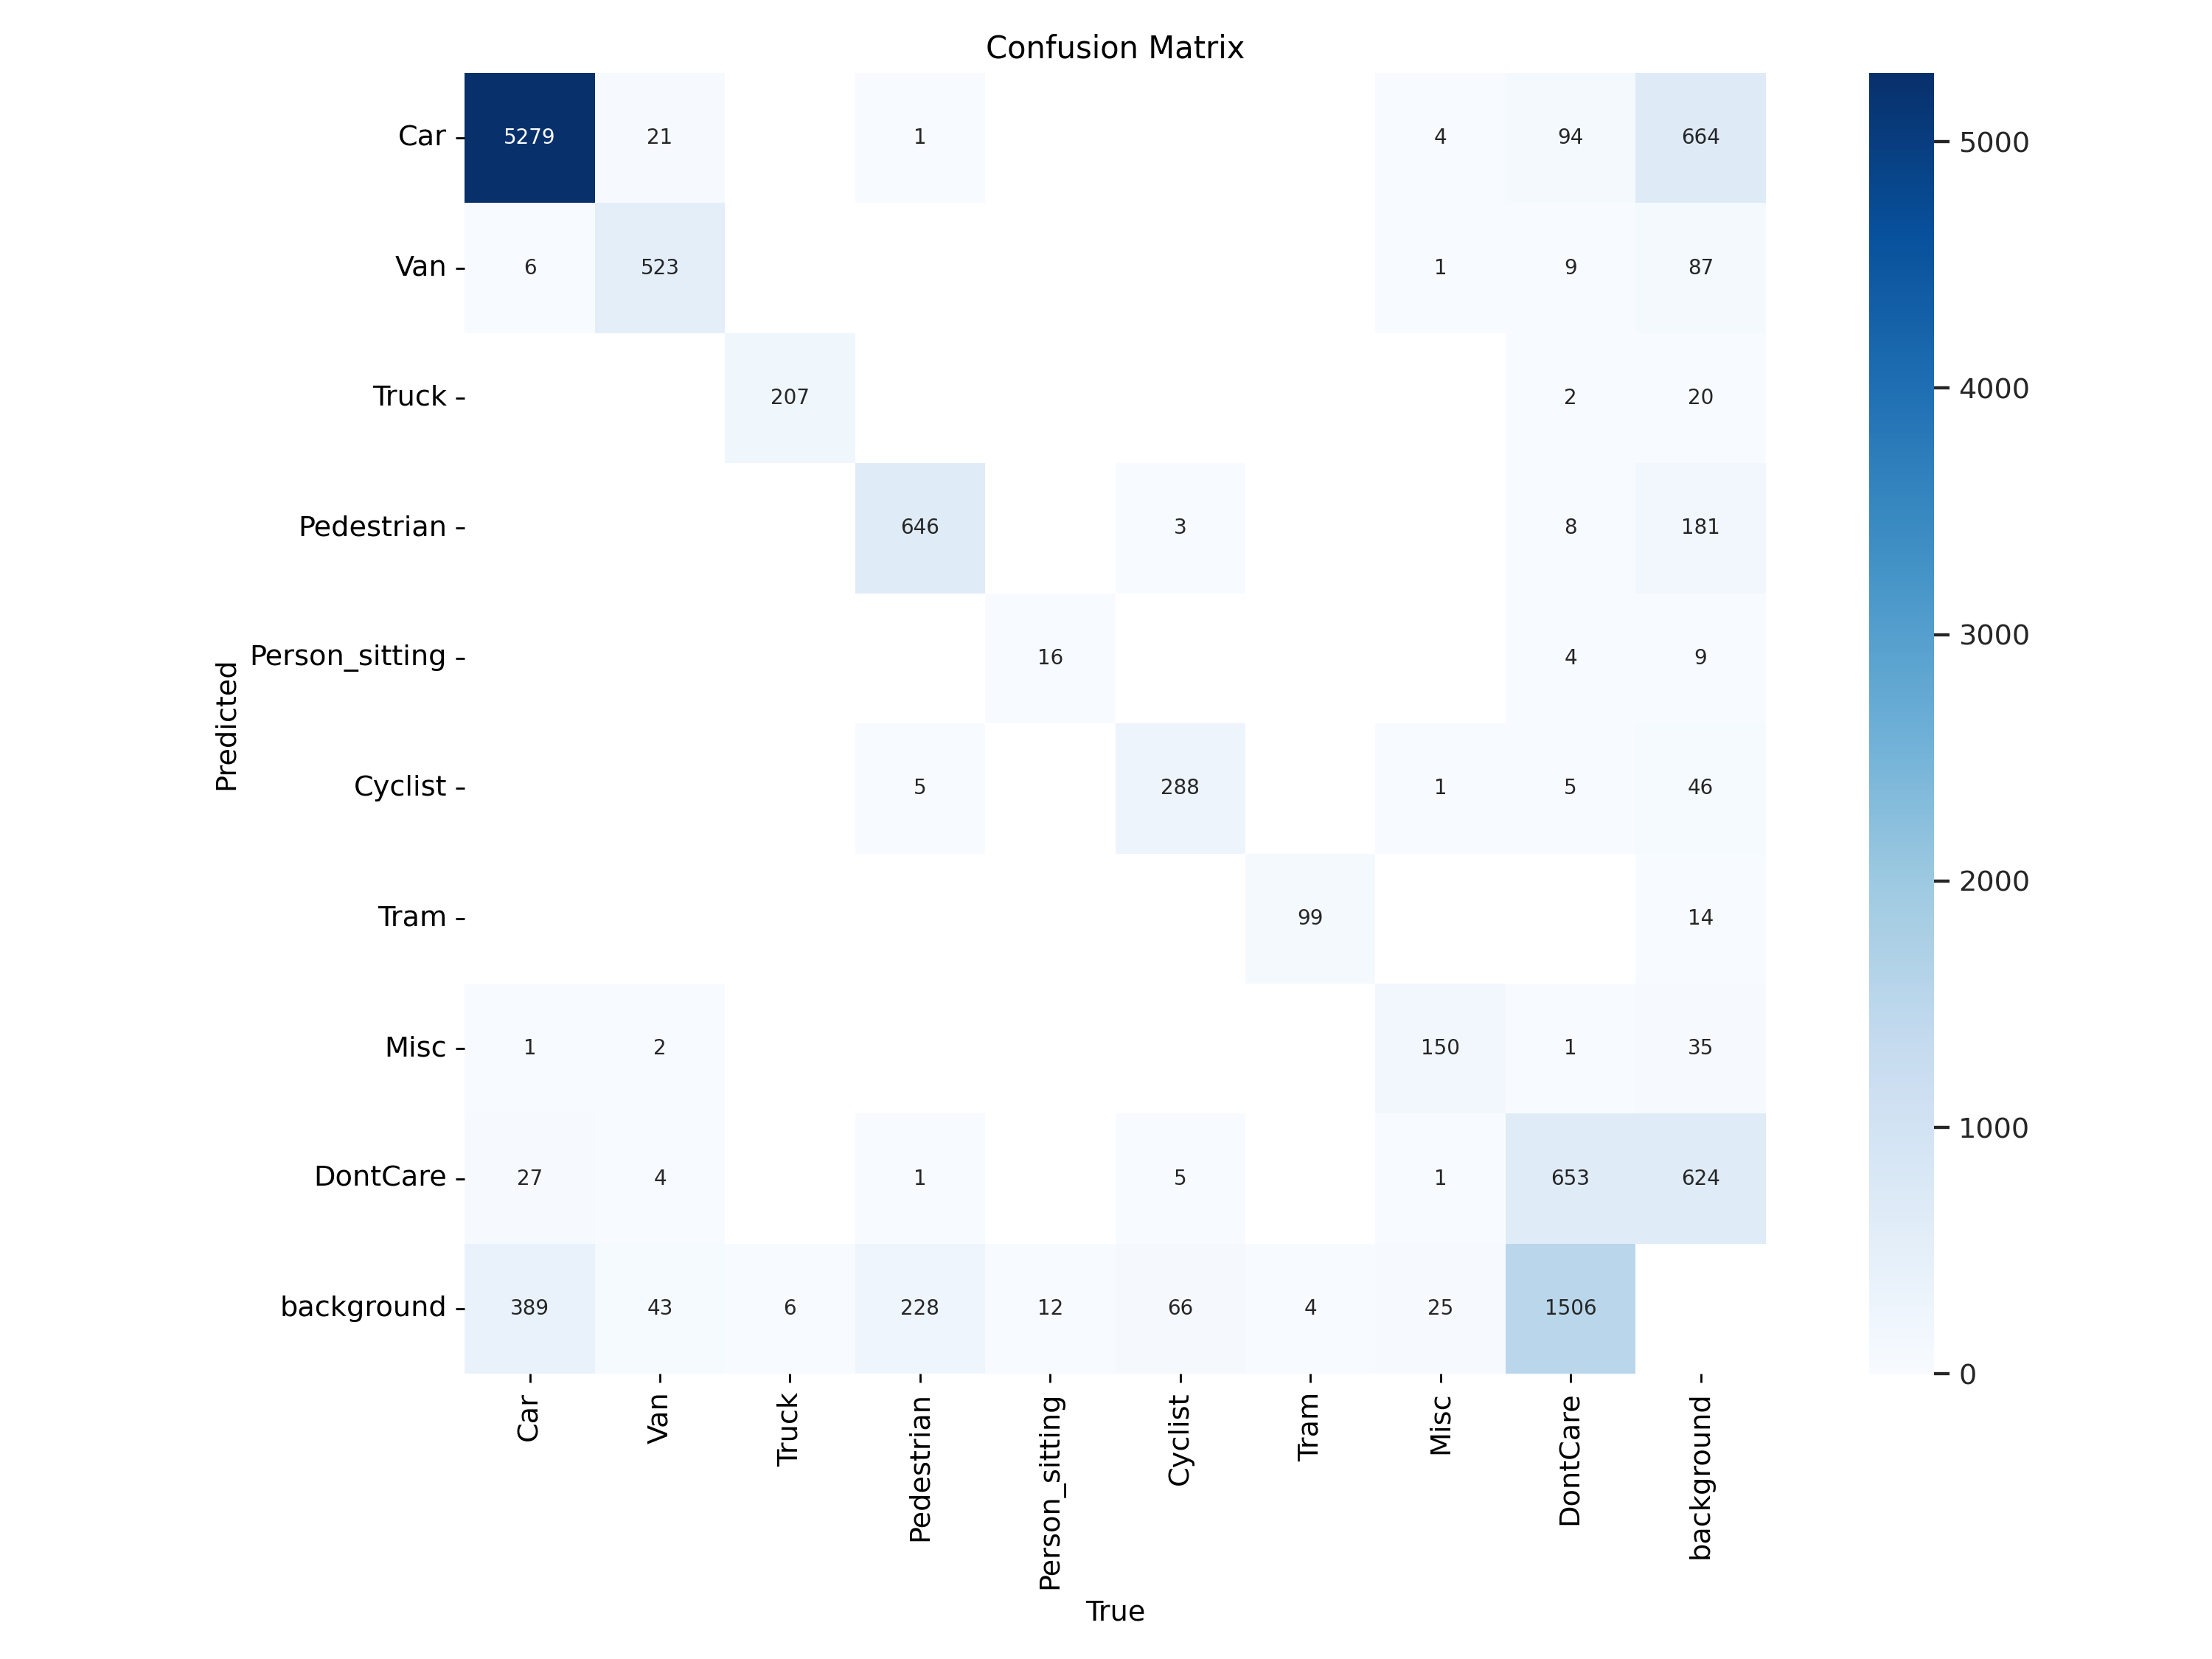 Confusion Matrix
Car 5279 21 1 4 94 664
Van 6 523 1 9 87
Truck 207 2 20
Pedestrian 646 3 8 181
Person_sitting 16 4 9
Cyclist 5 288 1 5 46
Tram 99 14
Misc 1 2 150 1 35
DontCare 27 4 1 5 1 653 624
background 389 43 6 228 12 66 4 25 1506
Predicted
Car Van Truck Pedestrian Person_sitting Cyclist Tram Misc DontCare background
True
5000
4000
3000
2000
1000
0